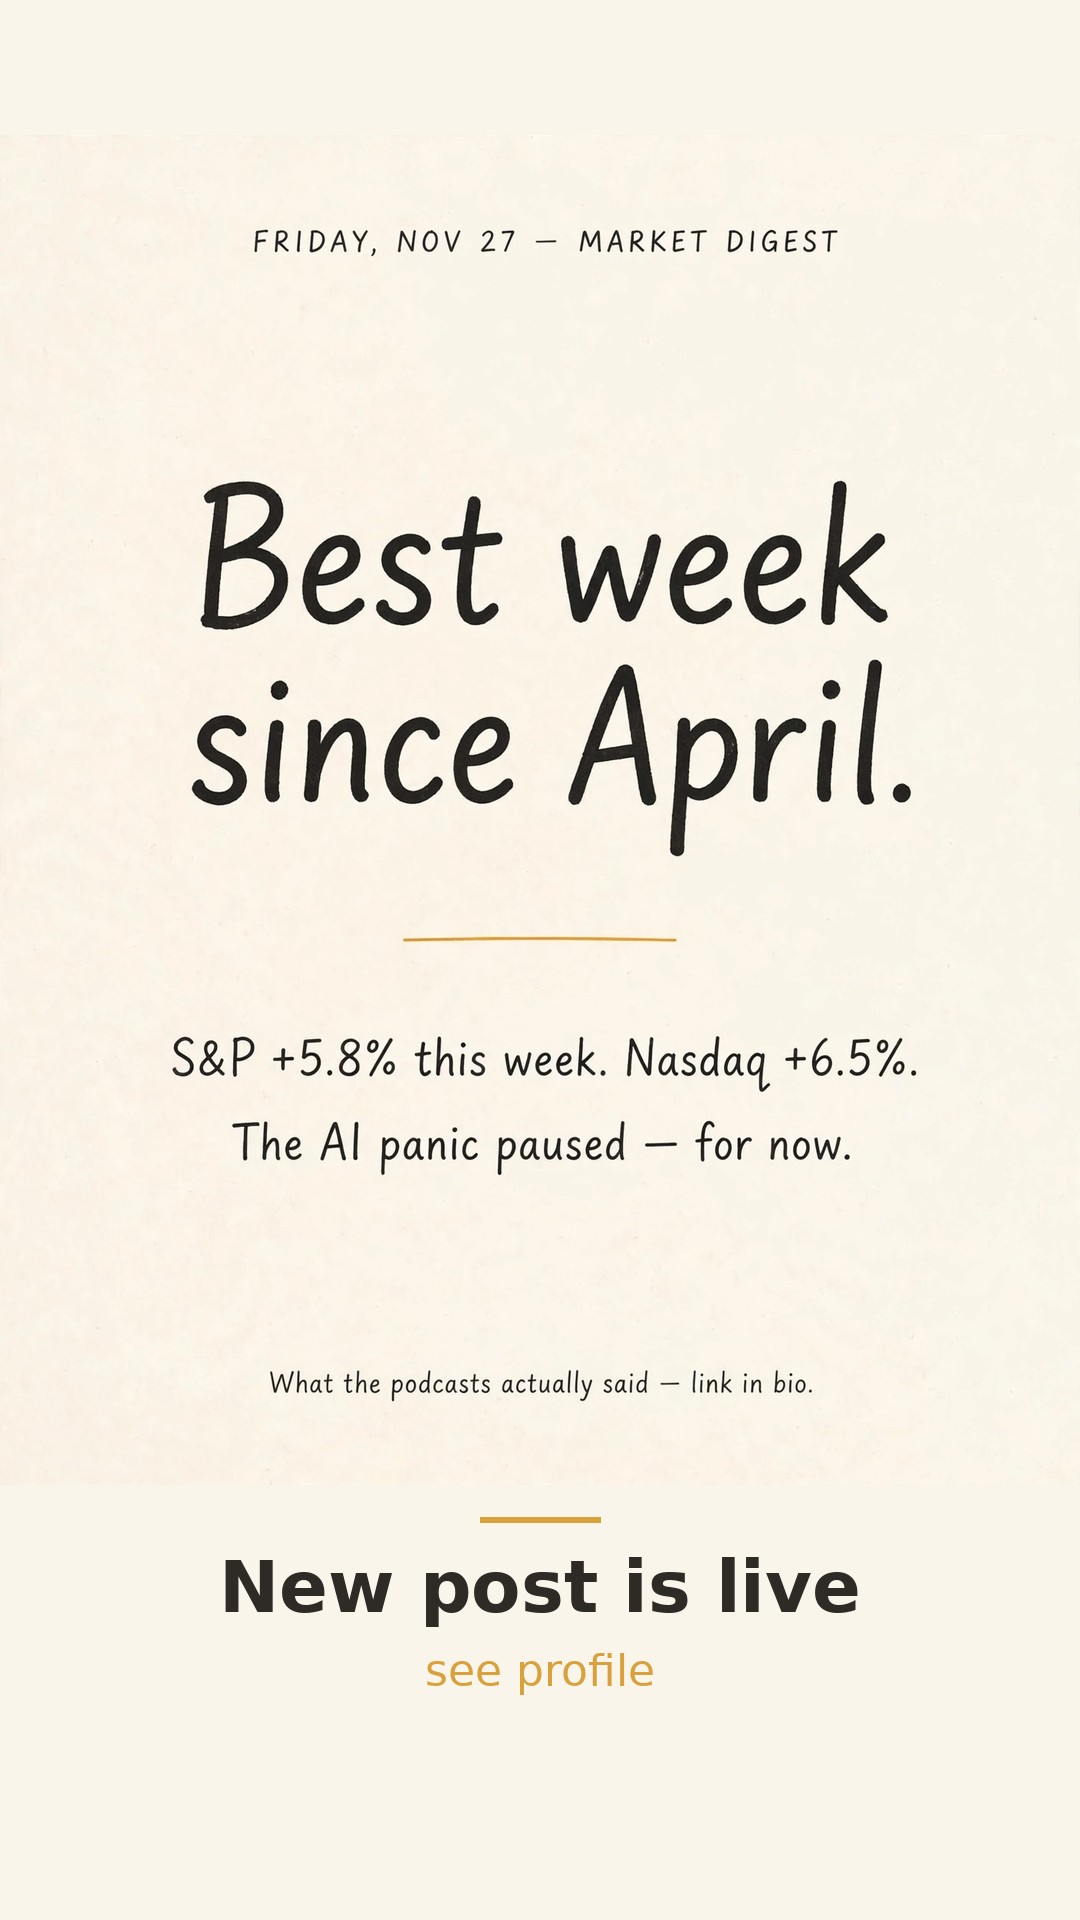 FRIDAY, NOV 27 — MARKET DIGEST
Best week
since April.
S&P +5.8% this week. Nasdaq +6.5%.
The AI panic paused — for now.
What the podcasts actually said — link in bio.
New post is live
see profile